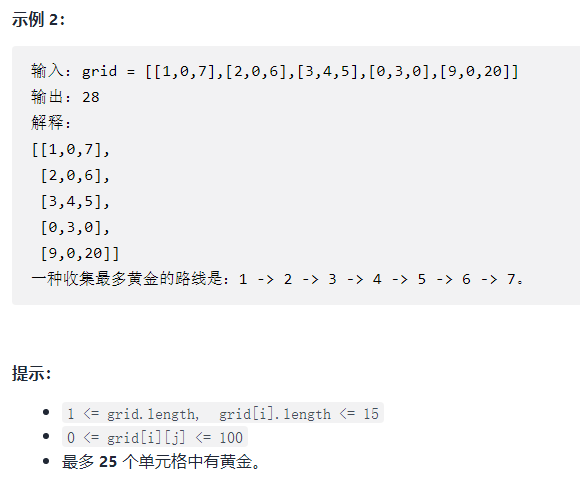 示例 2：
输入：grid = [[1,0,7],[2,0,6],[3,4,5],[0,3,0],[9,0,20]]
输出：28
解释：
[[1,0,7],
 [2,0,6],
 [3,4,5],
 [0,3,0],
 [9,0,20]]
一种收集最多黄金的路线是：1 -> 2 -> 3 -> 4 -> 5 -> 6 -> 7。
提示：
• 1 <= grid.length, grid[i].length <= 15
• 0 <= grid[i][j] <= 100
• 最多 25 个单元格中有黄金。